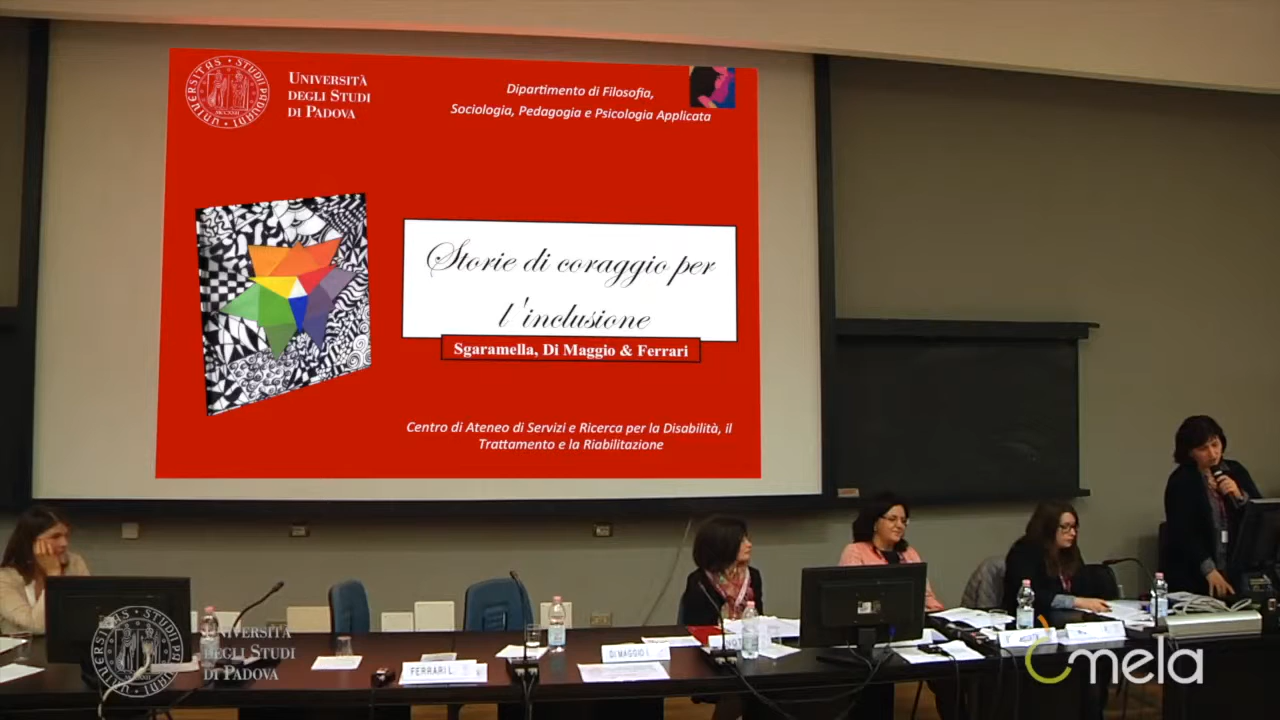 UNIVERSITÀ
DEGLI STUDI
DI PADOVA
Dipartimento di Filosofia,
Sociologia, Pedagogia e Psicologia Applicata
Storie di coraggio per
l'inclusione
Sgaramella, Di Maggio & Ferrari
Centro di Ateneo di Servizi e Ricerca per la Disabilità, il
Trattamento e la Riabilitazione
FERRARI L.
DI MAGGIO I.
UNIVERSITÀ
DEGLI STUDI
DI PADOVA
mela